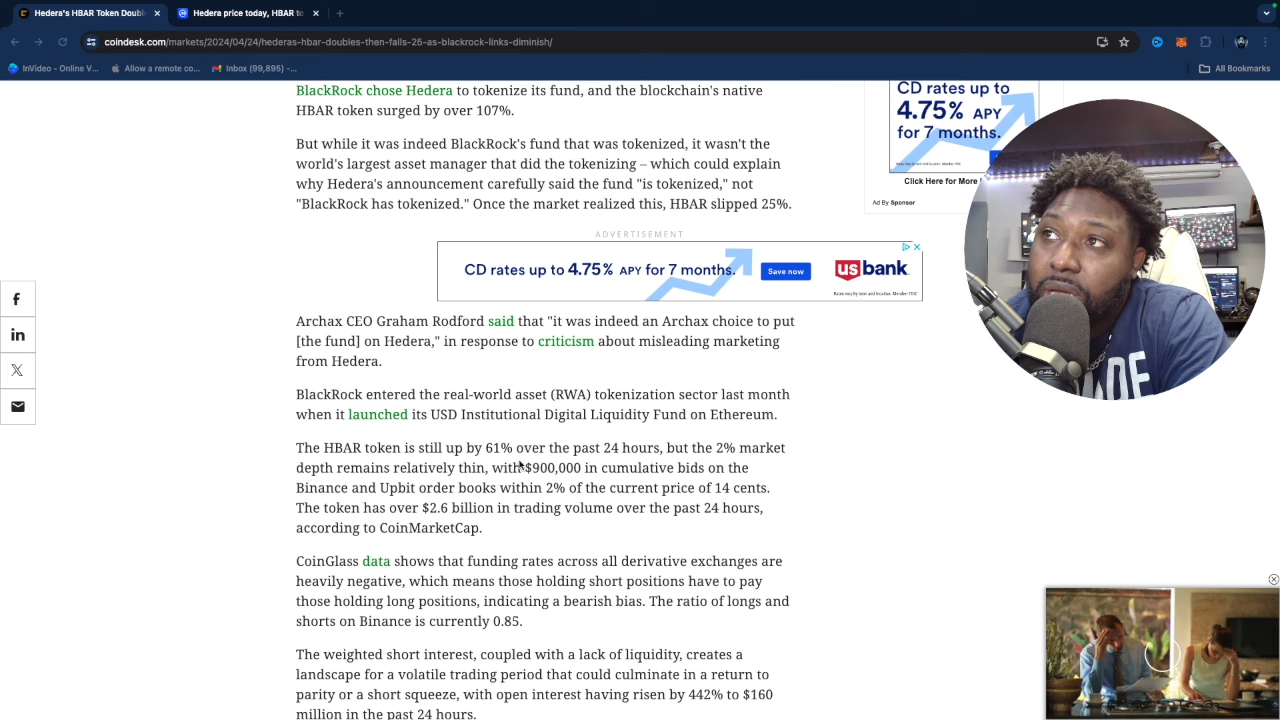 Hedera's HBAR Token Doubl
Hedera price today, HBAR to
coindesk.com/markets/2024/04/24/hederas-hbar-doubles-then-falls-25-as-blackrock-links-diminish/
InVideo - Online V...
Allow a remote co...
Inbox (99,895) -...
All Bookmarks
BlackRock chose Hedera to tokenize its fund, and the blockchain's native
HBAR token surged by over 107%.
But while it was indeed BlackRock's fund that was tokenized, it wasn't the
world's largest asset manager that did the tokenizing – which could explain
why Hedera's announcement carefully said the fund "is tokenized," not
"BlackRock has tokenized." Once the market realized this, HBAR slipped 25%.
CD rates up to
4.75% APY
for 7 months.
Click Here for More
Ad By Sponsor
ADVERTISEMENT
CD rates up to 4.75% APY for 7 months.
Save now
usbank
Archax CEO Graham Rodford said that "it was indeed an Archax choice to put
[the fund] on Hedera," in response to criticism about misleading marketing
from Hedera.
BlackRock entered the real-world asset (RWA) tokenization sector last month
when it launched its USD Institutional Digital Liquidity Fund on Ethereum.
The HBAR token is still up by 61% over the past 24 hours, but the 2% market
depth remains relatively thin, with $900,000 in cumulative bids on the
Binance and Upbit order books within 2% of the current price of 14 cents.
The token has over $2.6 billion in trading volume over the past 24 hours,
according to CoinMarketCap.
CoinGlass data shows that funding rates across all derivative exchanges are
heavily negative, which means those holding short positions have to pay
those holding long positions, indicating a bearish bias. The ratio of longs and
shorts on Binance is currently 0.85.
The weighted short interest, coupled with a lack of liquidity, creates a
landscape for a volatile trading period that could culminate in a return to
parity or a short squeeze, with open interest having risen by 442% to $160
million in the past 24 hours.